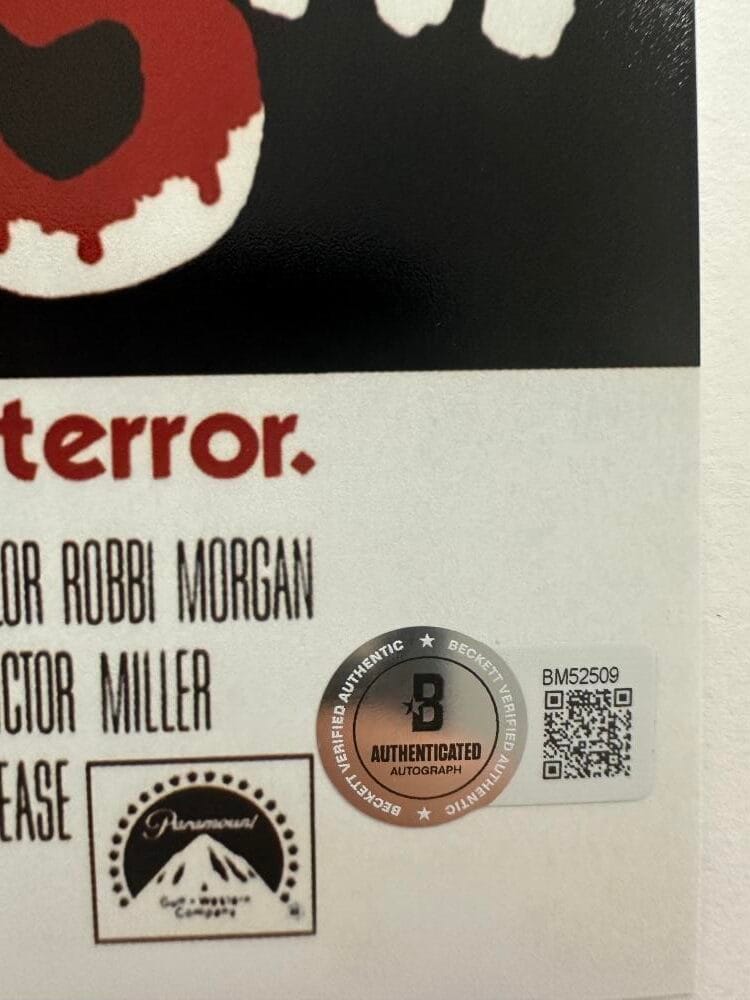 terror.
OR ROBBI MORGAN
CTOR MILLER
EASE
Paramount
Gulf + Western
Company
BECKETT VERIFIED AUTHENTIC ★ BECKETT VERIFIED AUTHENTIC ★
B
AUTHENTICATED
AUTOGRAPH
BM52509